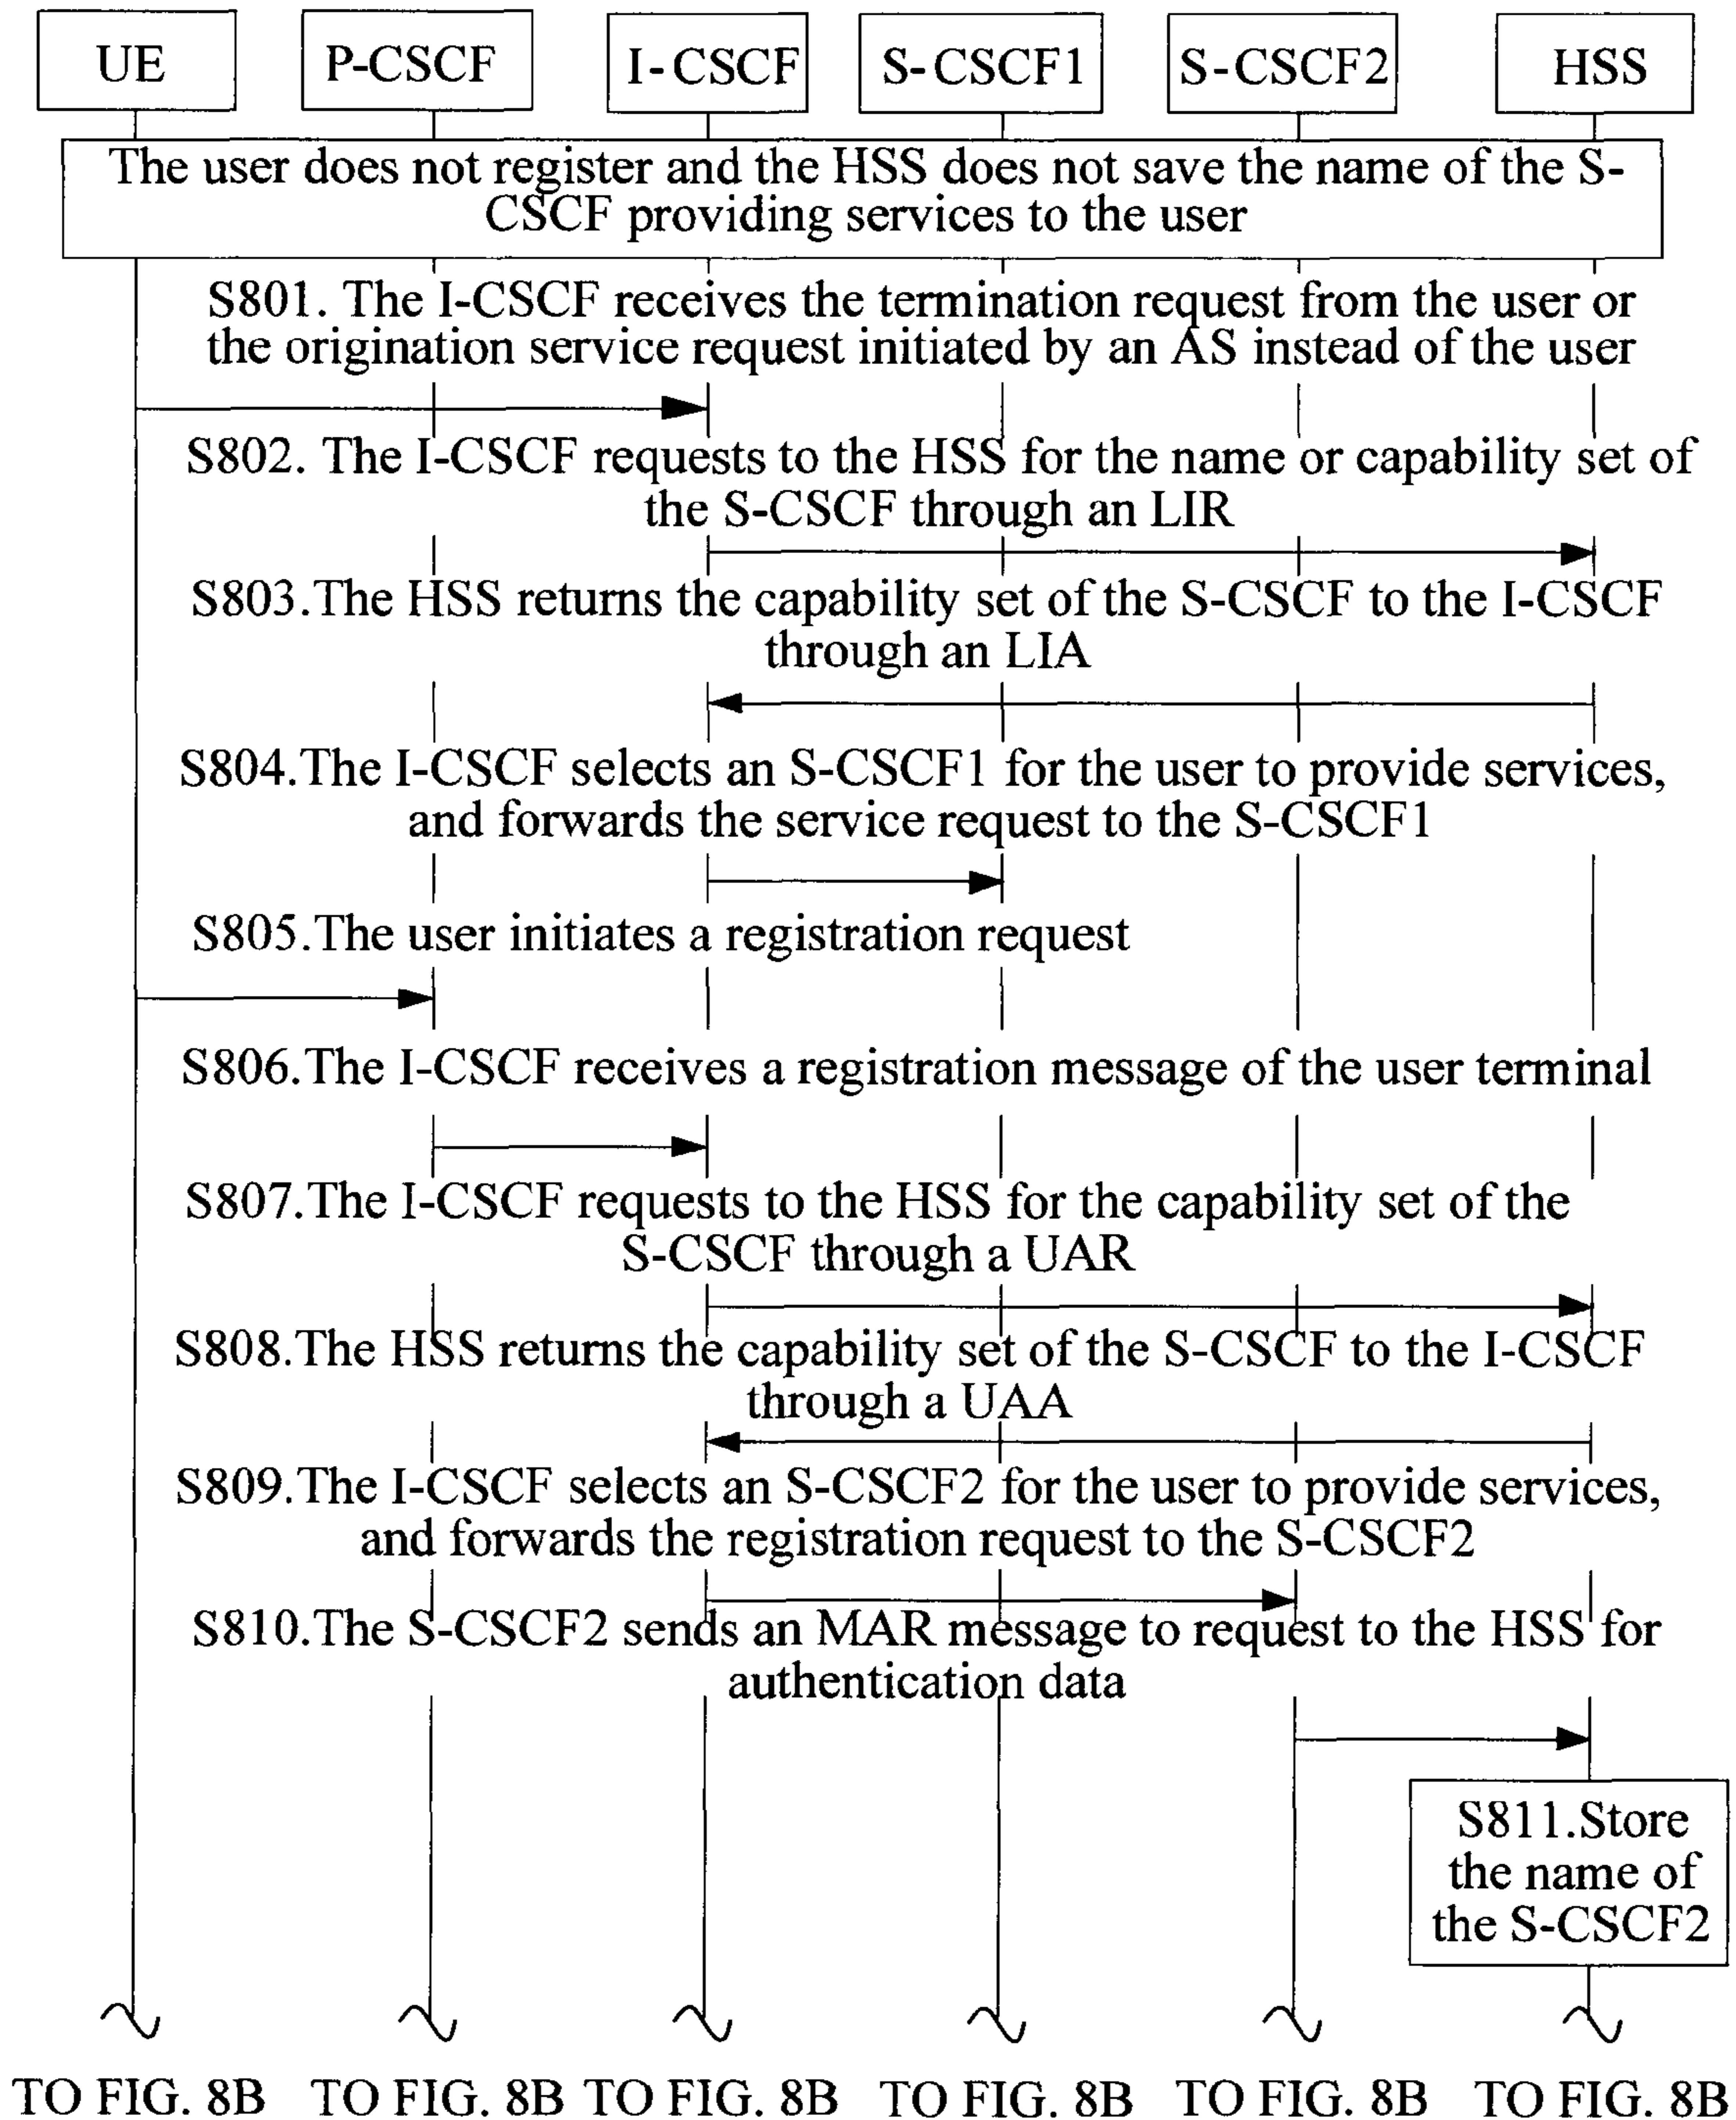 UE P-CSCF I-CSCF S-CSCF1 S-CSCF2 HSS
The user does not register and the HSS does not save the name of the S-
CSCF providing services to the user
S801. The I-CSCF receives the termination request from the user or
the origination service request initiated by an AS instead of the user
S802. The I-CSCF requests to the HSS for the name or capability set of
the S-CSCF through an LIR
S803.The HSS returns the capability set of the S-CSCF to the I-CSCF
through an LIA
S804.The I-CSCF selects an S-CSCF1 for the user to provide services,
and forwards the service request to the S-CSCF1
S805.The user initiates a registration request
S806.The I-CSCF receives a registration message of the user terminal
S807.The I-CSCF requests to the HSS for the capability set of the
S-CSCF through a UAR
S808.The HSS returns the capability set of the S-CSCF to the I-CSCF
through a UAA
S809.The I-CSCF selects an S-CSCF2 for the user to provide services,
and forwards the registration request to the S-CSCF2
S810.The S-CSCF2 sends an MAR message to request to the HSS for
authentication data
S811.Store
the name of
the S-CSCF2
TO FIG. 8B TO FIG. 8B TO FIG. 8B TO FIG. 8B TO FIG. 8B TO FIG. 8B